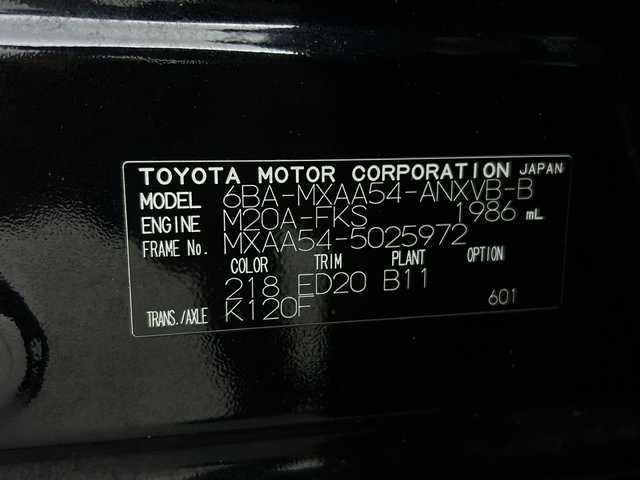 TOYOTA MOTOR CORPORATION JAPAN
MODEL 6BA-MXAA54-ANXVB-B
ENGINE M20A-FKS 1986 mL
FRAME No. MXAA54-5025972
COLOR TRIM PLANT OPTION
218 ED20 B11
TRANS./AXLE K120F 601